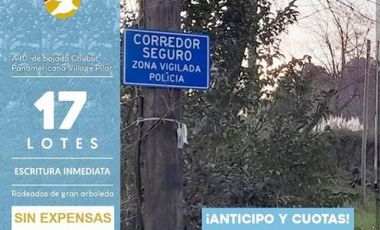 A 1D' de bajada Chubut,
Panamericana Village Pilar
17
LOTES
ESCRITURA INMEDIATA
Rodeados de gran arboleda
SIN EXPENSAS
CORREDOR
SEGURO
ZONA VIGILADA
POLICIA
¡ANTICIPO Y CUOTAS!